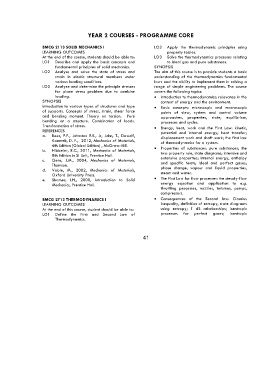 YEAR 2 COURSES - PROGRAMME CORE
BMCG 2713 SOLID MECHANICS I
LEARNING OUTCOMES
At the end of the course, students should be able to:
LO1 Describe and apply the basic concepts and
fundamental principles of solid mechanics.
LO2 Analyze and solve the state of stress and
strain in elastic structural members under
various bending conditions.
LO3 Analyze and determine the principle stresses
for plane stress problem due to combine
loading.
SYNOPSIS
Introduction to various types of structures and type
of supports. Concepts of stress, strain, shear force
and bending moment. Theory on torsion. Pure
bending on a structure. Combination of loads.
Transformation of stress.
REFERENCES
a. Beer, F.P., Johnson R.E., Jr, John, T., Dewolf,
Mazurek, D. F., 2012, Mechanics of Materials,
6th Edition (Global Edition), McGraw-Hill.
b. Hibbeler, R.C., 2011, Mechanics of Materials,
8th Edition in SI Unit, Prentice Hall.
c. Gere, J.M., 2004, Mechanics of Materials,
Thomson.
d. Vable, M., 2002, Mechanics of Materials,
Oxford University Press.
e. Shames, I.H., 2000, Introduction to Solid
Mechanics, Prentice Hall.
BMCG 2713 THERMODYNAMICS I
LEARNING OUTCOMES
At the end of course, student should be able to:
LO1 Define the First and Second Law of
Thermodynamics.
LO2 Apply the thermodynamic principles using
property tables.
LO3 Solve the thermodynamic processes relating
to ideal gas and pure substances.
SYNOPSIS
The aim of this course is to provide students a basic
understanding of the thermodynamic fundamental
laws and the ability to implement them in solving a
range of simple engineering problems. The course
covers the following topics:
• Introduction to thermodynamics relevance in the
context of energy and the environment.
• Basic concepts: microscopic and macroscopic
points of view, system and control volume
approaches, properties, state, equilibrium,
processes and cycles.
• Energy, heat, work and the First Law: kinetic,
potential and internal energy; heat transfer;
displacement work and shaft work; the first law
of thermodynamics for a system.
• Properties of substances: pure substances, the
two property rule, state diagrams, intensive and
extensive properties; internal energy, enthalpy
and specific heats; ideal and perfect gases;
phase changes, vapour and liquid properties,
steam and water.
• The First Law for flow processes: the steady flow
energy equation and application to e.g.
throttling processes, nozzles, turbines, pumps,
compressors.
• Consequences of the Second Law: Clausius
inequality, definition of entropy, state diagrams
using entropy; T dS relationships; isentropic
processes for perfect gases; isentropic
41